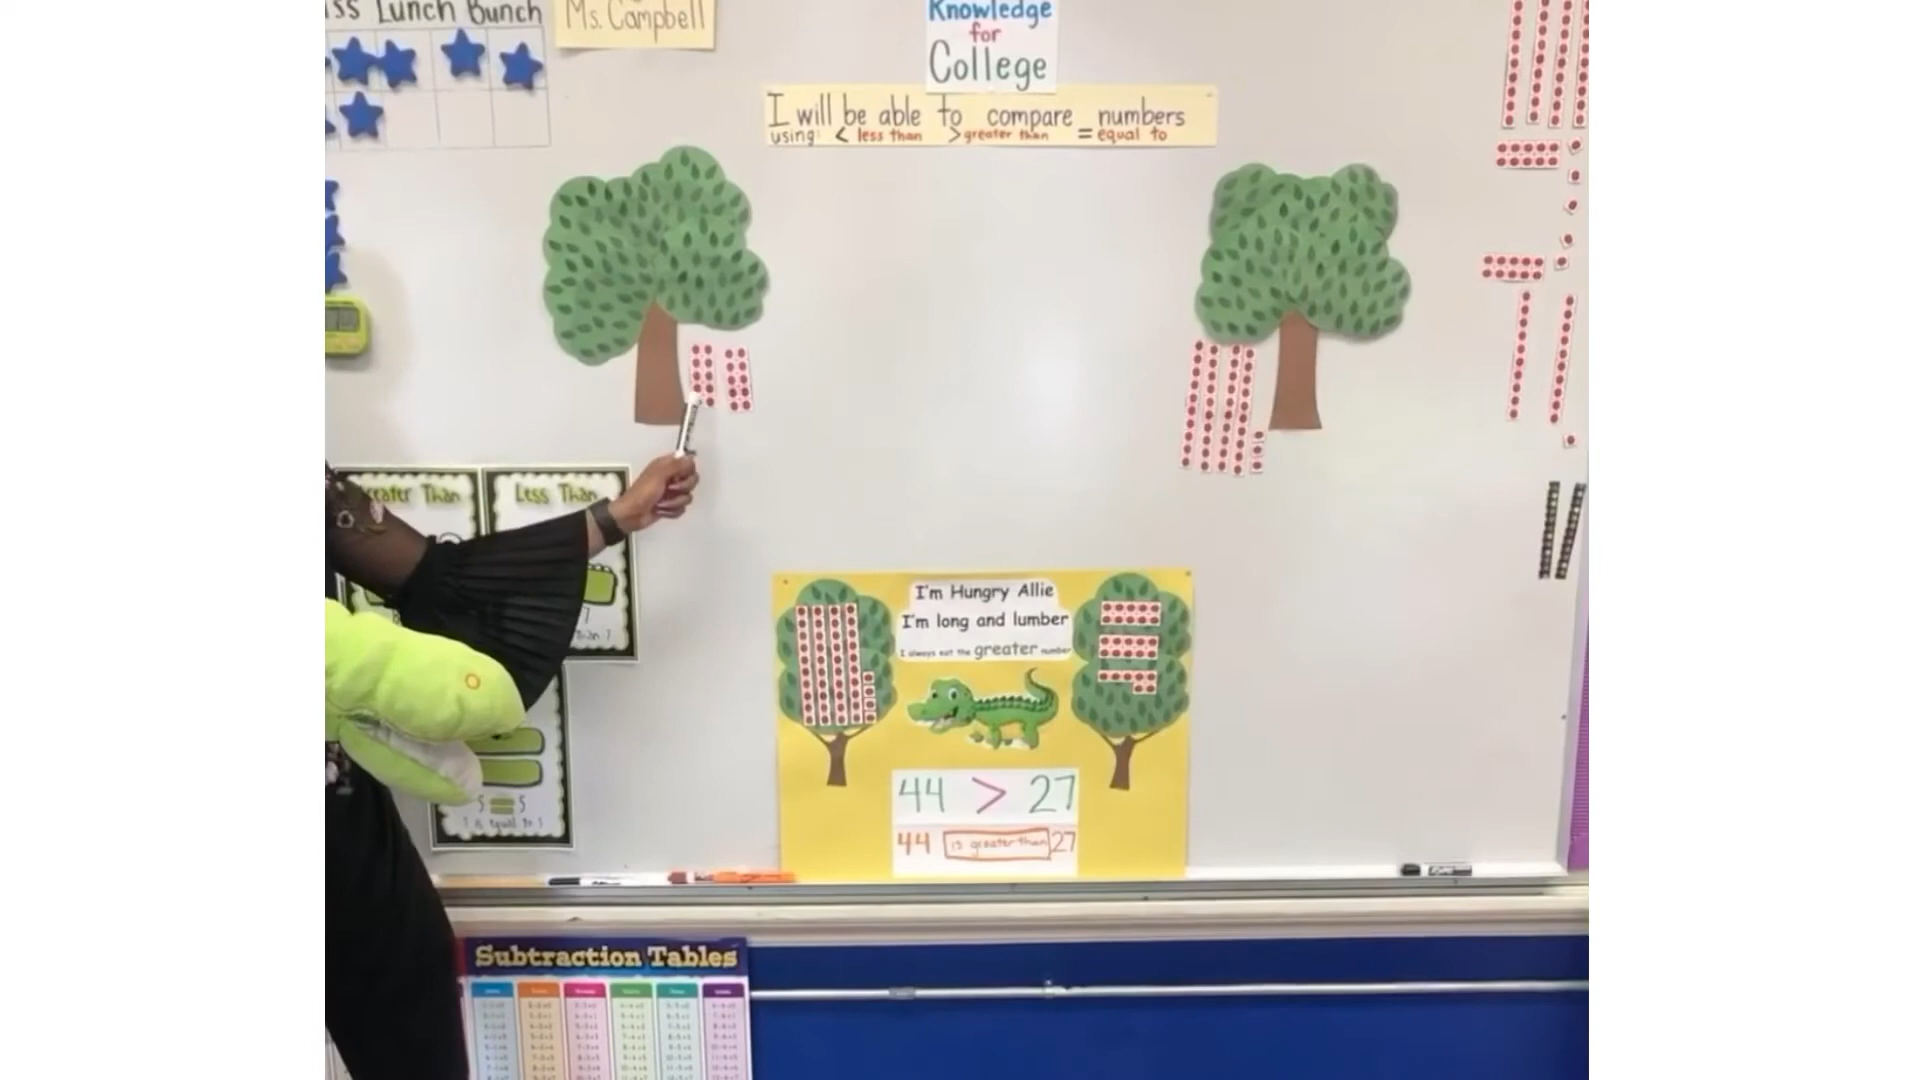 Lunch Bunch
Ms. Campbell
Knowledge
for
College
I will be able to compare numbers
using: < less than > greater than = equal to
Greater Than
Less Than
5 = 5
I'm Hungry Allie
I'm long and lumber
I always eat the greater number
44 > 27
44 is greater than 27
Subtraction Tables